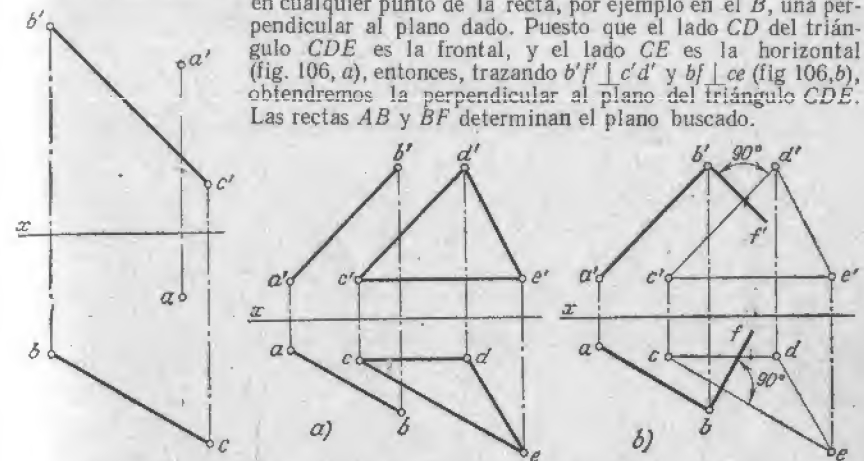 en cualquier punto de la recta, por ejemplo en el B, una per-
pendicular al plano dado. Puesto que el lado CD del trián-
gulo CDE es la frontal, y el lado CE es la horizontal
(fig. 106, a), entonces, trazando b'f' ⊥ c'd' y bf ⊥ ce (fig 106,b),
obtendremos la perpendicular al plano del triángulo CDE.
Las rectas AB y BF determinan el plano buscado.
b'
a'
c'
x
a
b
c
b'
d'
a'
c'
e'
x
a
c
d
b
e
a)
b'
90°
d'
f'
a'
c'
e'
x
a
f
c
d
90°
b
e
b)